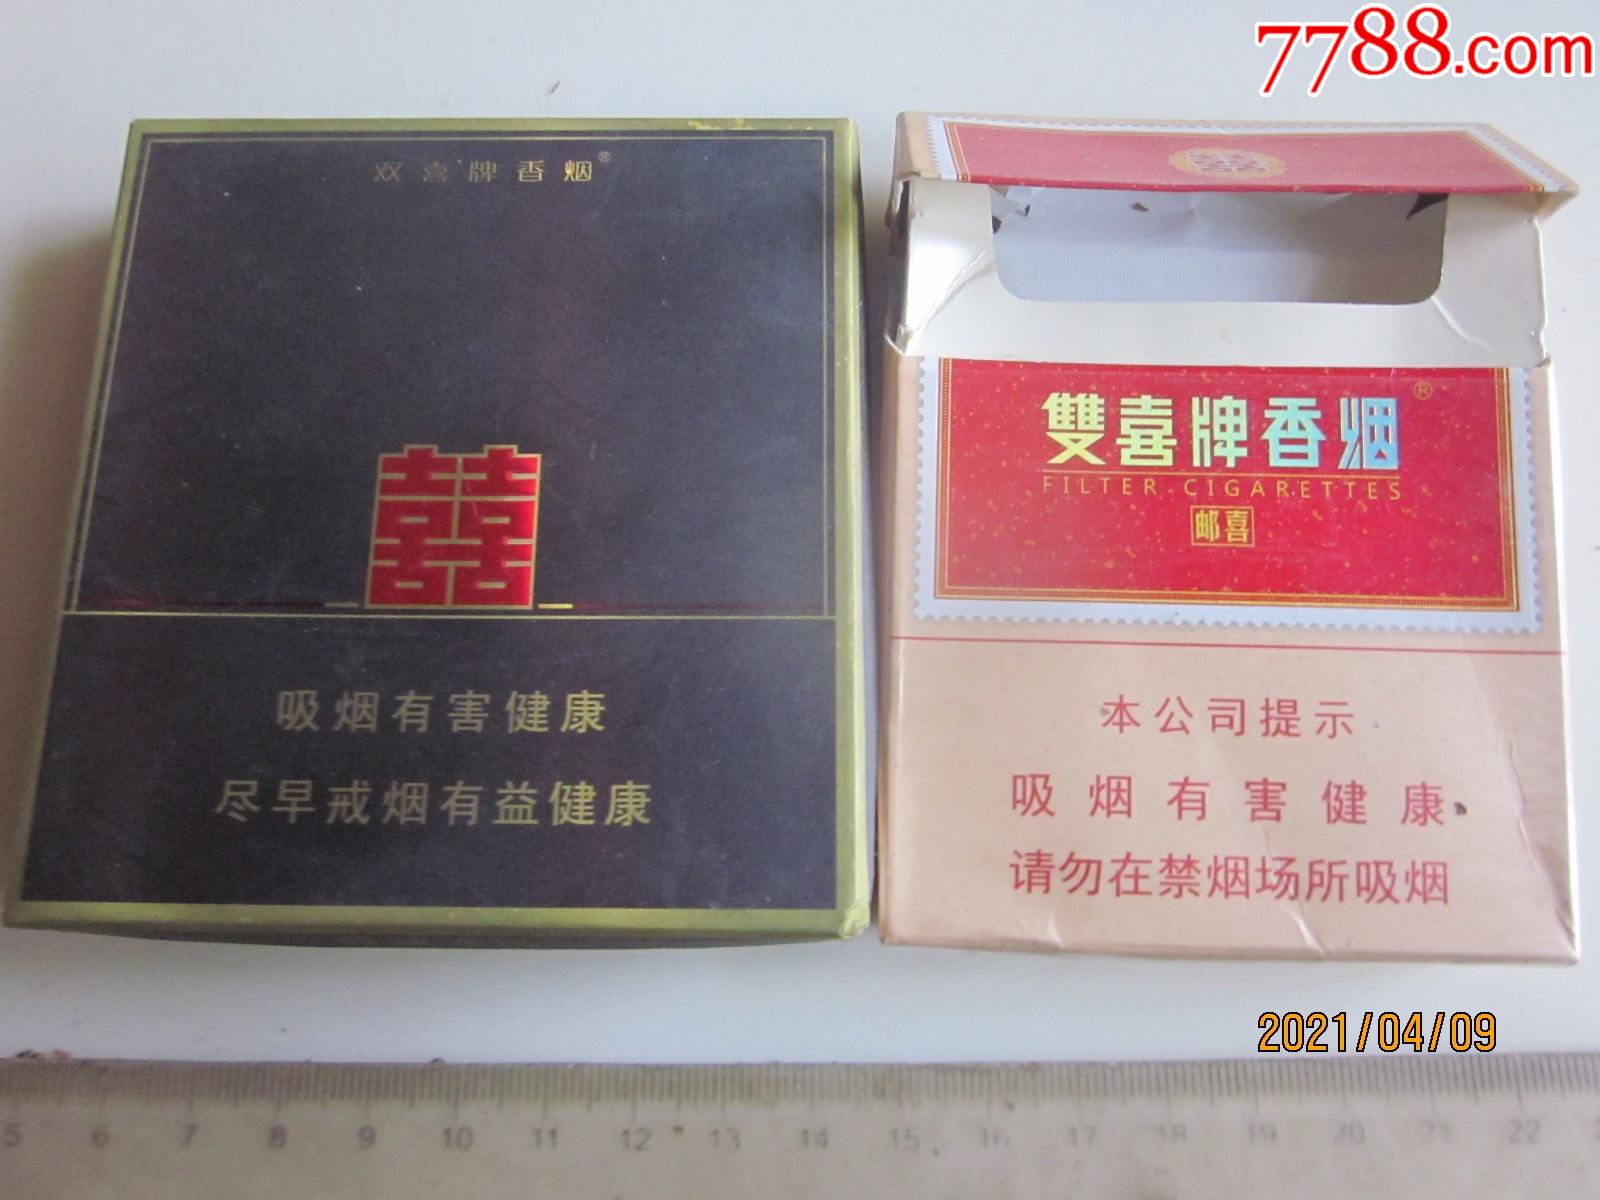 7788.com
双喜牌香烟®
囍
吸烟有害健康
尽早戒烟有益健康
囍
雙喜牌香烟®
FILTER CIGARETTES
邮喜
本公司提示
吸烟有害健康
请勿在禁烟场所吸烟
2021/04/09
5 6 7 8 9 10 11 12 13 14 15 16 17 18 19 20 21 22